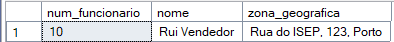 num_funcionario nome zona_geografica
1 10 Rui Vendedor Rua do ISEP, 123, Porto